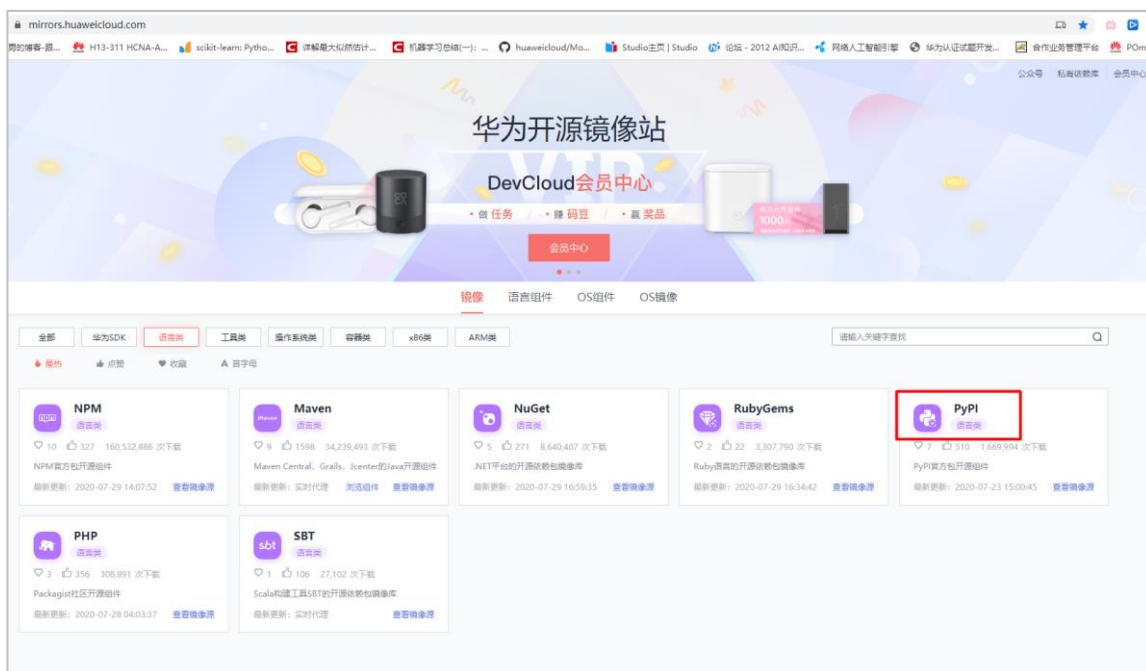 mirrors.huaweicloud.com
男的博客-跟... H13-311 HCNA-A... scikit-learn: Pytho... 详解最大似然估计... 机器学习总结(一): ... huaweicloud/Mo... Studio主页 | Studio 论坛 - 2012 AI知识... 网络人工智能引擎 华为认证试题开发... 合作业务管理平台 POm
公众号 私有依赖库 会员中心
华为开源镜像站
VIP
DevCloud会员中心
• 做 任务 / • 赚 码豆 / • 赢 奖品
1000
会员中心
镜像 语言组件 OS组件 OS镜像
全部 华为SDK 语言类 工具类 操作系统类 容器类 x86类 ARM类 请输入关键字查找
最热 点赞 收藏 A 首字母
NPM Maven NuGet RubyGems PyPI
语言类 语言类 语言类 语言类 语言类
10 327 160,532,886 次下载 9 1598 34,239,493 次下载 5 271 8,640,407 次下载 2 22 3,307,790 次下载 7 510 1,669,994 次下载
NPM官方包开源组件 Maven Central、Grails、Jcenter的Java开源组件 .NET平台的开源依赖包镜像库 Ruby语言的开源依赖包镜像库 PyPI官方包开源组件
最新更新：2020-07-29 14:07:52 查看镜像源 最新更新：实时代理 浏览组件 查看镜像源 最新更新：2020-07-29 16:59:35 查看镜像源 最新更新：2020-07-29 16:34:42 查看镜像源 最新更新：2020-07-23 15:00:45 查看镜像源
PHP sbt SBT
语言类 语言类
3 356 308,891 次下载 1 106 27,102 次下载
Packagist社区开源组件 Scala构建工具SBT的开源依赖包镜像库
最新更新：2020-07-28 04:03:37 查看镜像源 最新更新：实时代理 查看镜像源